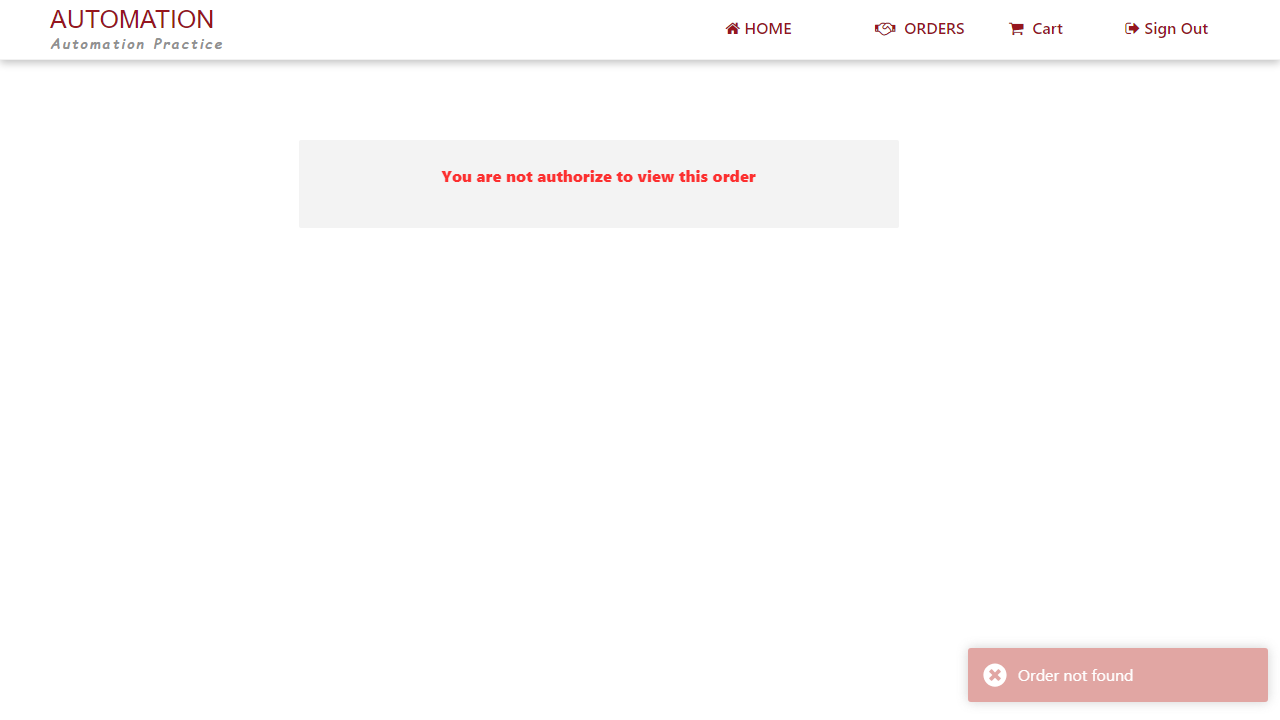 AUTOMATION
Automation Practice
HOME
ORDERS
Cart
Sign Out
You are not authorize to view this order
Order not found